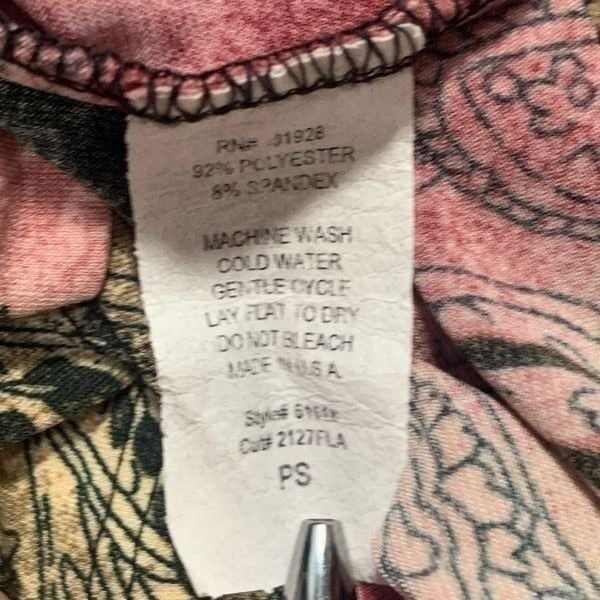 RN#
92% POLYESTER
8% SPANDEX
MACHINE WASH
COLD WATER
GENTLE CYCLE
LAY FLAT TO DRY
DO NOT BLEACH
MADE IN U.S.A.
Style#
Cut# 2127FLA
PS